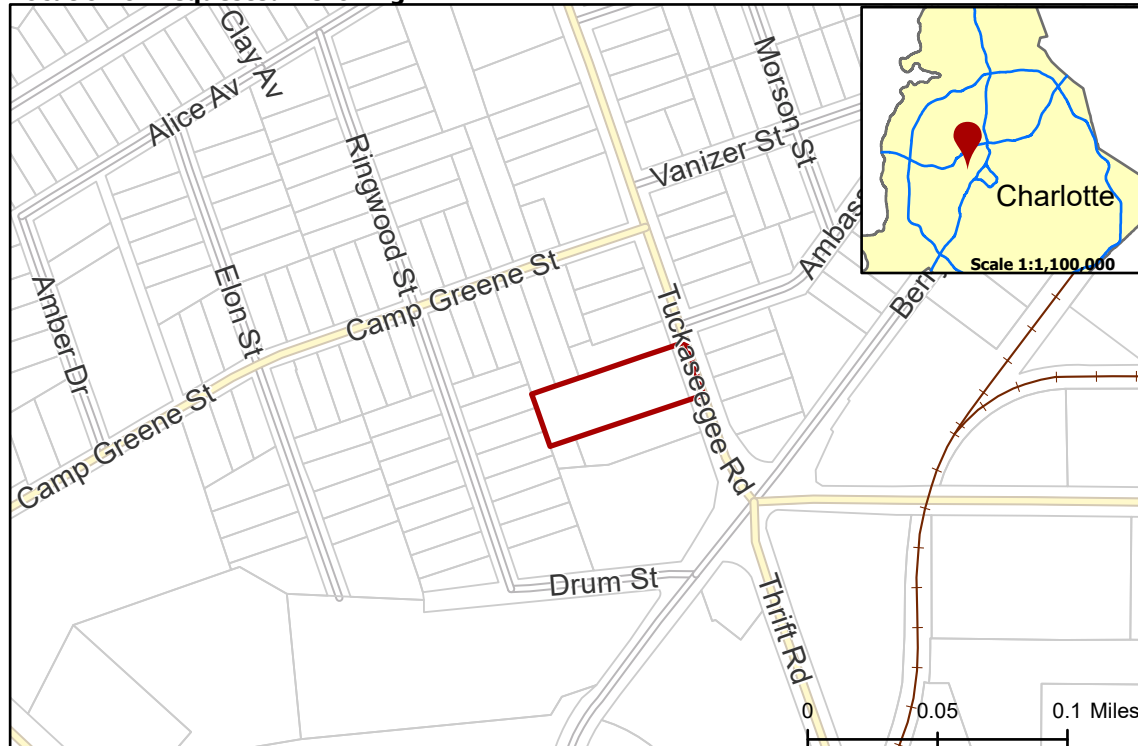 Clay Av
Alice Av
Morson St
Ringwood St
Vanizer St
Charlotte
Scale 1:1,100,000
Elon St
Amber Dr
Camp Greene St
Tuckaseegee Rd
Camp Greene St
Drum St
Thrift Rd
0 0.05 0.1 Miles